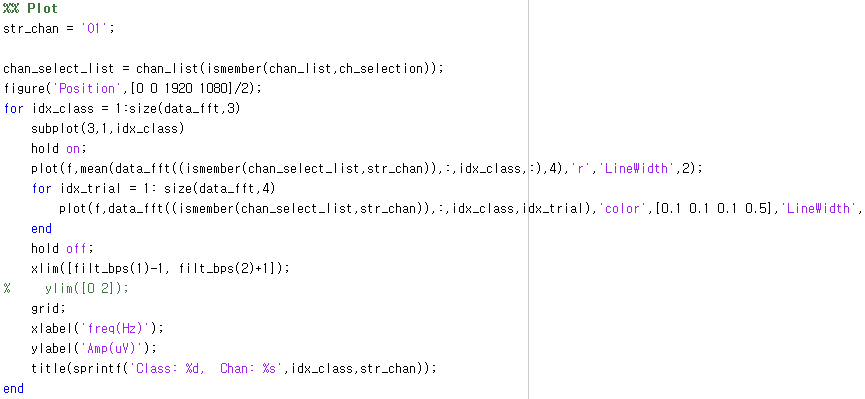 %% Plot
str_chan = 'O1';
chan_select_list = chan_list(ismember(chan_list,ch_selection));
figure('Position',[0 0 1920 1080]/2);
for idx_class = 1:size(data_fft,3)
    subplot(3,1,idx_class)
    hold on;
    plot(f,mean(data_fft((ismember(chan_select_list,str_chan)),:,idx_class,:),4),'r','Line₩idth',2);
    for idx_trial = 1: size(data_fft,4)
        plot(f,data_fft((ismember(chan_select_list,str_chan)),:,idx_class,idx_trial),'color',[0.1 0.1 0.1 0.5],'Line₩idth',
    end
    hold off;
    xlim([filt_bps(1)-1, filt_bps(2)+1]);
%     ylim([0 2]);
    grid;
    xlabel('freq(Hz)');
    ylabel('Amp(uV)');
    title(sprintf('Class: %d,  Chan: %s',idx_class,str_chan));
end